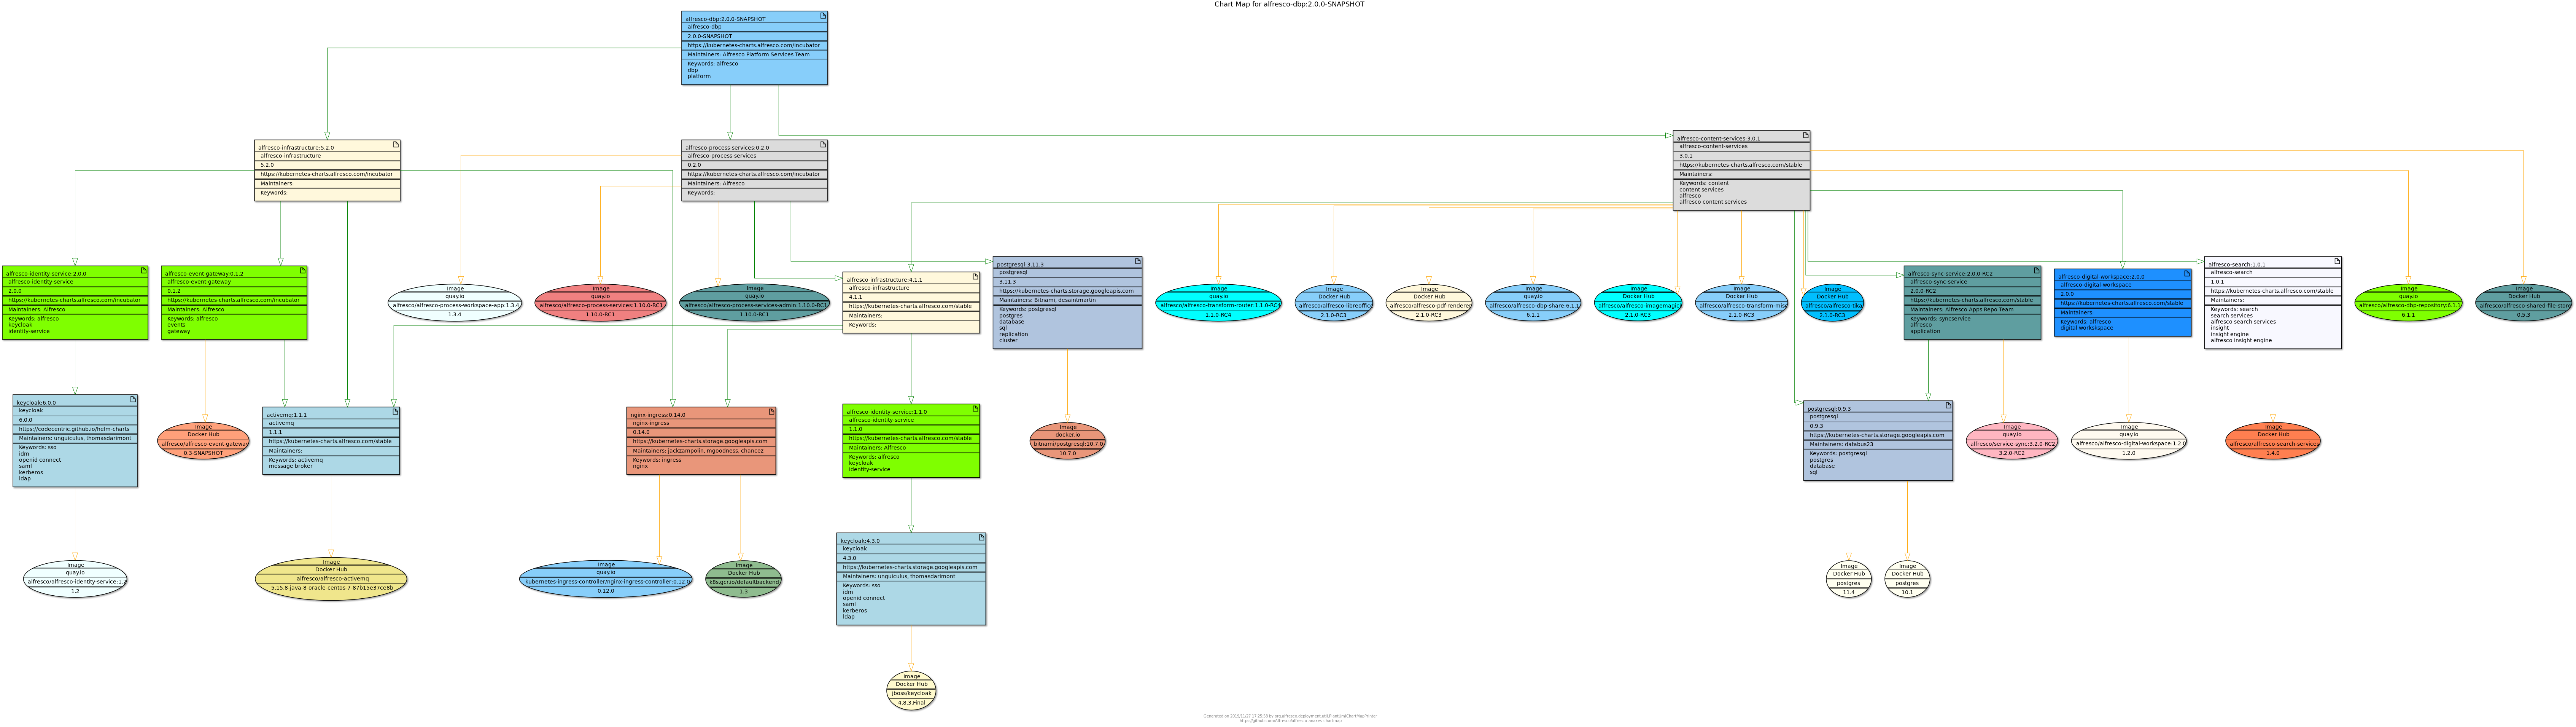 Chart Map for alfresco-dbp:2.0.0-SNAPSHOT
alfresco-dbp:2.0.0-SNAPSHOT
alfresco-dbp
2.0.0-SNAPSHOT
https://kubernetes-charts.alfresco.com/incubator
Maintainers: Alfresco Platform Services Team
Keywords: alfresco
dbp
platform
alfresco-infrastructure:5.2.0
alfresco-infrastructure
5.2.0
https://kubernetes-charts.alfresco.com/incubator
Maintainers:
Keywords:
alfresco-process-services:0.2.0
alfresco-process-services
0.2.0
https://kubernetes-charts.alfresco.com/incubator
Maintainers: Alfresco
Keywords:
alfresco-content-services:3.0.1
alfresco-content-services
3.0.1
https://kubernetes-charts.alfresco.com/stable
Maintainers:
Keywords: content
content services
alfresco
alfresco content services
alfresco-identity-service:2.0.0
alfresco-identity-service
2.0.0
https://kubernetes-charts.alfresco.com/incubator
Maintainers: Alfresco
Keywords: alfresco
keycloak
identity-service
alfresco-event-gateway:0.1.2
alfresco-event-gateway
0.1.2
https://kubernetes-charts.alfresco.com/incubator
Maintainers: Alfresco
Keywords: alfresco
events
gateway
Image
quay.io
alfresco/alfresco-process-workspace-app:1.3.4
1.3.4
Image
quay.io
alfresco/alfresco-process-services:1.10.0-RC1
1.10.0-RC1
Image
quay.io
alfresco/alfresco-process-services-admin:1.10.0-RC1
1.10.0-RC1
alfresco-infrastructure:4.1.1
alfresco-infrastructure
4.1.1
https://kubernetes-charts.alfresco.com/stable
Maintainers:
Keywords:
postgresql:3.11.3
postgresql
3.11.3
https://kubernetes-charts.storage.googleapis.com
Maintainers: Bitnami, desaintmartin
Keywords: postgresql
postgres
database
sql
replication
cluster
Image
quay.io
alfresco/alfresco-transform-router:1.1.0-RC4
1.1.0-RC4
Image
Docker Hub
alfresco/alfresco-libreoffice
2.1.0-RC3
Image
Docker Hub
alfresco/alfresco-pdf-renderer
2.1.0-RC3
Image
quay.io
alfresco/alfresco-dbp-share:6.1.1
6.1.1
Image
Docker Hub
alfresco/alfresco-imagemagick
2.1.0-RC3
Image
Docker Hub
alfresco/alfresco-transform-misc
2.1.0-RC3
Image
Docker Hub
alfresco/alfresco-tika
2.1.0-RC3
alfresco-sync-service:2.0.0-RC2
alfresco-sync-service
2.0.0-RC2
https://kubernetes-charts.alfresco.com/stable
Maintainers: Alfresco Apps Repo Team
Keywords: syncservice
alfresco
application
alfresco-digital-workspace:2.0.0
alfresco-digital-workspace
2.0.0
https://kubernetes-charts.alfresco.com/stable
Maintainers:
Keywords: alfresco
digital workskspace
alfresco-search:1.0.1
alfresco-search
1.0.1
https://kubernetes-charts.alfresco.com/stable
Maintainers:
Keywords: search
search services
alfresco search services
insight
insight engine
alfresco insight engine
Image
quay.io
alfresco/alfresco-dbp-repository:6.1.1
6.1.1
Image
Docker Hub
alfresco/alfresco-shared-file-store
0.5.3
keycloak:6.0.0
keycloak
6.0.0
https://codecentric.github.io/helm-charts
Maintainers: unguiculus, thomasdarimont
Keywords: sso
idm
openid connect
saml
kerberos
ldap
Image
Docker Hub
alfresco/alfresco-event-gateway
0.3-SNAPSHOT
activemq:1.1.1
activemq
1.1.1
https://kubernetes-charts.alfresco.com/stable
Maintainers:
Keywords: activemq
message broker
nginx-ingress:0.14.0
nginx-ingress
0.14.0
https://kubernetes-charts.storage.googleapis.com
Maintainers: jackzampolin, mgoodness, chancez
Keywords: ingress
nginx
alfresco-identity-service:1.1.0
alfresco-identity-service
1.1.0
https://kubernetes-charts.alfresco.com/stable
Maintainers: Alfresco
Keywords: alfresco
keycloak
identity-service
Image
docker.io
bitnami/postgresql:10.7.0
10.7.0
postgresql:0.9.3
postgresql
0.9.3
https://kubernetes-charts.storage.googleapis.com
Maintainers: databus23
Keywords: postgresql
postgres
database
sql
Image
quay.io
alfresco/service-sync:3.2.0-RC2
3.2.0-RC2
Image
quay.io
alfresco/alfresco-digital-workspace:1.2.0
1.2.0
Image
Docker Hub
alfresco/alfresco-search-services
1.4.0
Image
quay.io
alfresco/alfresco-identity-service:1.2
1.2
Image
Docker Hub
alfresco/alfresco-activemq
5.15.8-java-8-oracle-centos-7-87b15e37ce8b
Image
quay.io
kubernetes-ingress-controller/nginx-ingress-controller:0.12.0
0.12.0
Image
Docker Hub
k8s.gcr.io/defaultbackend
1.3
keycloak:4.3.0
keycloak
4.3.0
https://kubernetes-charts.storage.googleapis.com
Maintainers: unguiculus, thomasdarimont
Keywords: sso
idm
openid connect
saml
kerberos
ldap
Image
Docker Hub
postgres
11.4
Image
Docker Hub
postgres
10.1
Image
Docker Hub
jboss/keycloak
4.8.3.Final